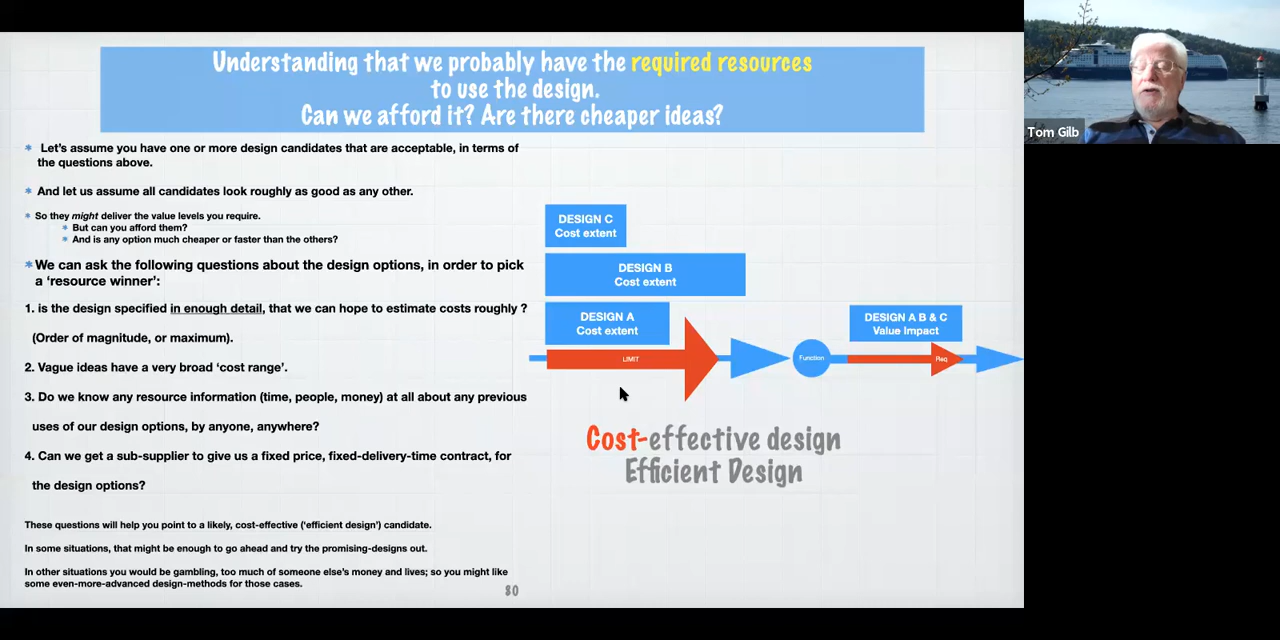 Understanding that we probably have the required resources
to use the design.
Can we afford it? Are there cheaper ideas?
* Let's assume you have one or more design candidates that are acceptable, in terms of
the questions above.
* And let us assume all candidates look roughly as good as any other.
* So they might deliver the value levels you require.
* But can you afford them?
* And is any option much cheaper or faster than the others?
* We can ask the following questions about the design options, in order to pick
a ‘resource winner’:
1. is the design specified in enough detail, that we can hope to estimate costs roughly ?
(Order of magnitude, or maximum).
2. Vague ideas have a very broad ‘cost range’.
3. Do we know any resource information (time, people, money) at all about any previous
uses of our design options, by anyone, anywhere?
4. Can we get a sub-supplier to give us a fixed price, fixed-delivery-time contract, for
the design options?
These questions will help you point to a likely, cost-effective (‘efficient design’) candidate.
In some situations, that might be enough to go ahead and try the promising-designs out.
In other situations you would be gambling, too much of someone else's money and lives; so you might like
some even-more-advanced design-methods for those cases.
80
DESIGN C
Cost extent
DESIGN B
Cost extent
DESIGN A
Cost extent
LIMIT
Function
DESIGN A B & C
Value Impact
Req
Cost-effective design
Efficient Design
Tom Gilb